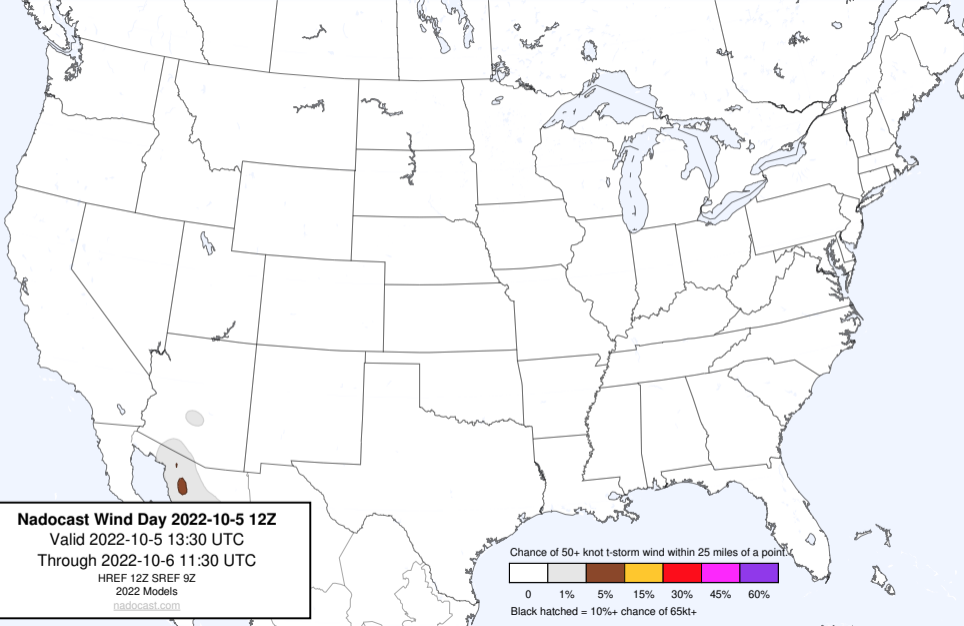 Nadocast Wind Day 2022-10-5 12Z
Valid 2022-10-5 13:30 UTC
Through 2022-10-6 11:30 UTC
HREF 12Z SREF 9Z
2022 Models
nadocast.com
Chance of 50+ knot t-storm wind within 25 miles of a point.
0 1% 5% 15% 30% 45% 60%
Black hatched = 10%+ chance of 65kt+